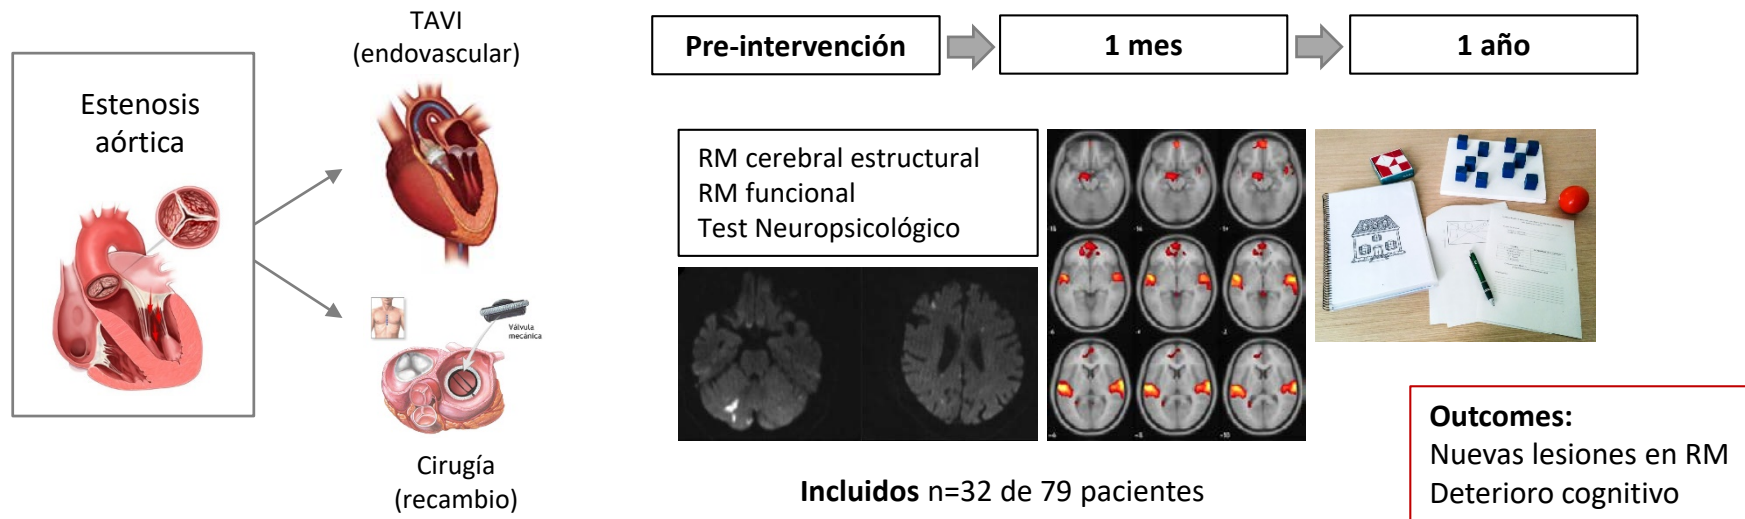 Estenosis
aórtica
TAVI
(endovascular)
Válvula
mecánica
Cirugía
(recambio)
Pre-intervención
1 mes
1 año
RM cerebral estructural
RM funcional
Test Neuropsicológico
Incluidos n=32 de 79 pacientes
Outcomes:
Nuevas lesiones en RM
Deterioro cognitivo